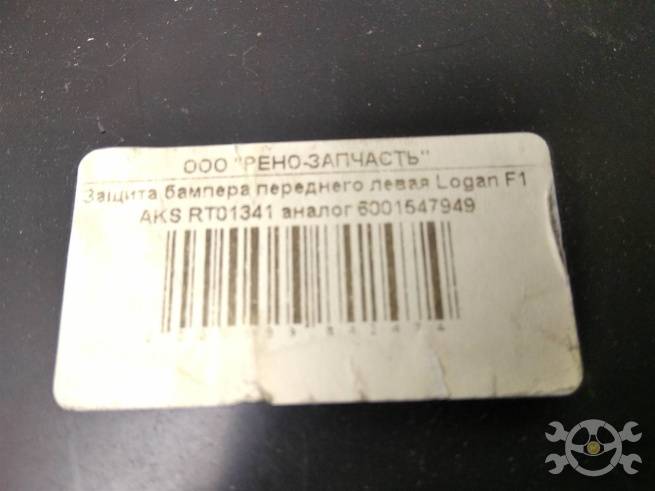 ООО "РЕНО-ЗАПЧАСТЬ"
Защита бампера переднего левая Logan F1
AKS RT01341 аналог 6001547949